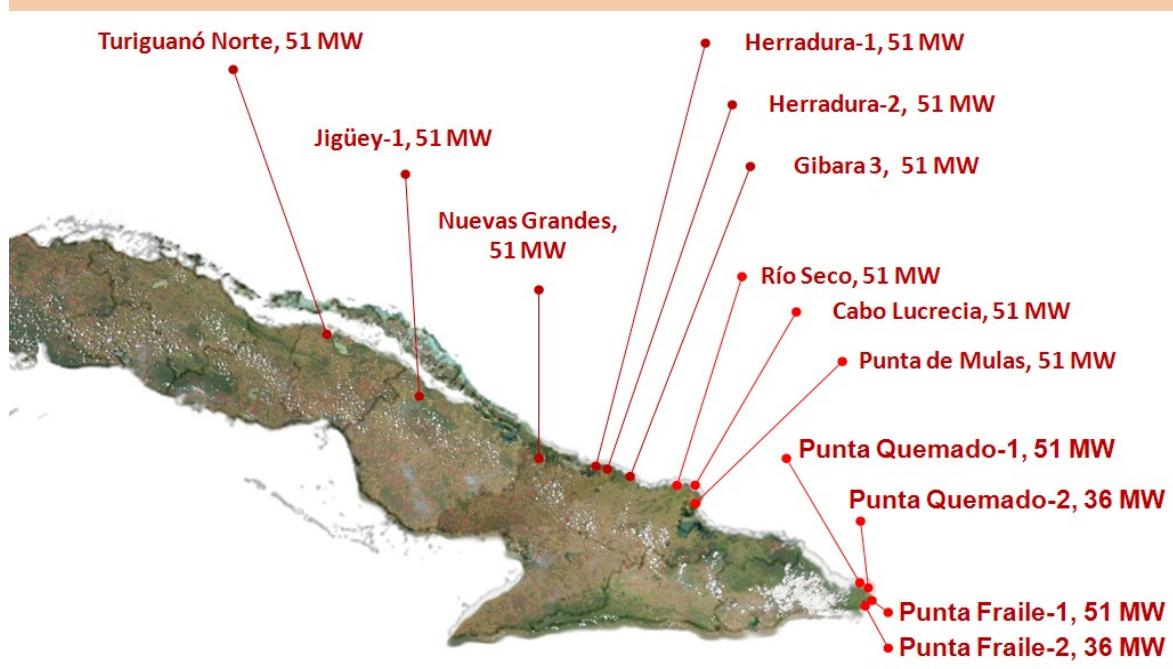 Turiguanó Norte, 51 MW
Herradura-1, 51 MW
Herradura-2, 51 MW
Jigüey-1, 51 MW
Gibara 3, 51 MW
Nuevas Grandes,
51 MW
Río Seco, 51 MW
Cabo Lucrecia, 51 MW
Punta de Mulas, 51 MW
Punta Quemado-1, 51 MW
Punta Quemado-2, 36 MW
Punta Fraile-1, 51 MW
Punta Fraile-2, 36 MW